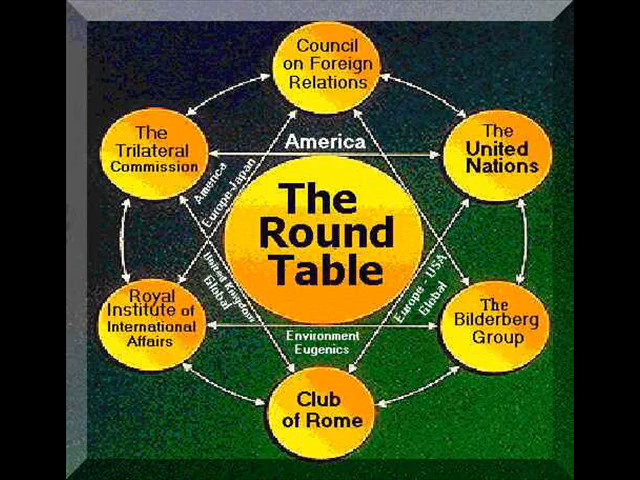 Council
on Foreign
Relations
The
Trilateral
Commission
America
The
United
Nations
America
Europe-Japan
The
Round
Table
United Kingdom
Global
Europe USA
Global
Royal
Institute of
International
Affairs
Environment
Eugenics
The
Bilderberg
Group
Club
of Rome